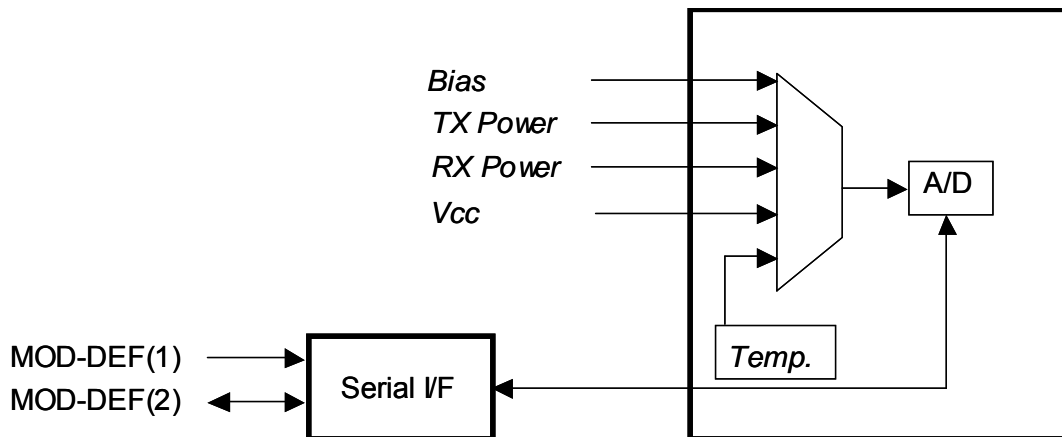 Bias
TX Power
RX Power
Vcc
A/D
Temp.
MOD-DEF(1)
MOD-DEF(2)
Serial I/F